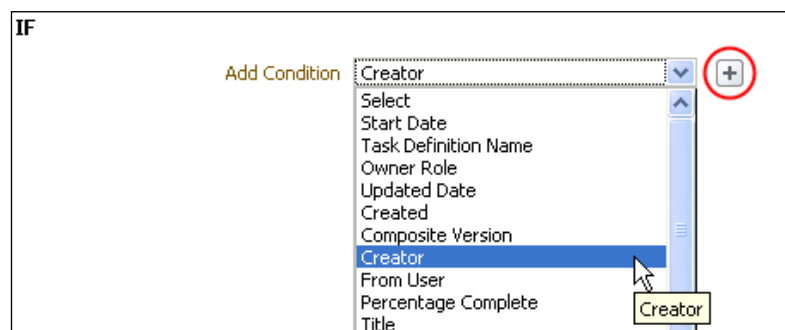 IF
Add Condition Creator
Select
Start Date
Task Definition Name
Owner Role
Updated Date
Created
Composite Version
Creator
From User
Percentage Complete
Creator
Title